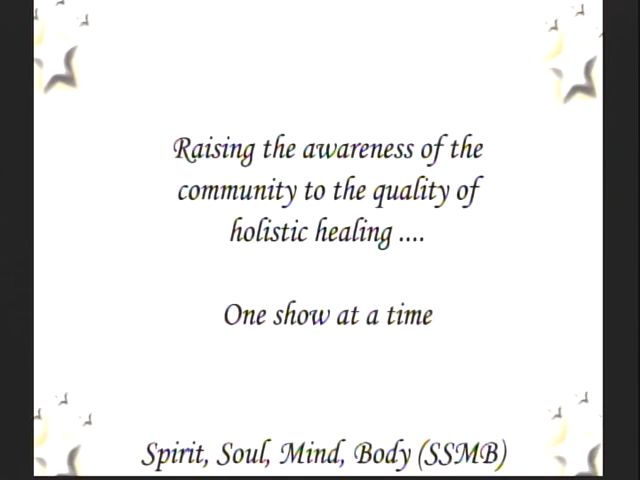 Raising the awareness of the
community to the quality of
holistic healing ....
One show at a time
Spirit, Soul, Mind, Body (SSMB)